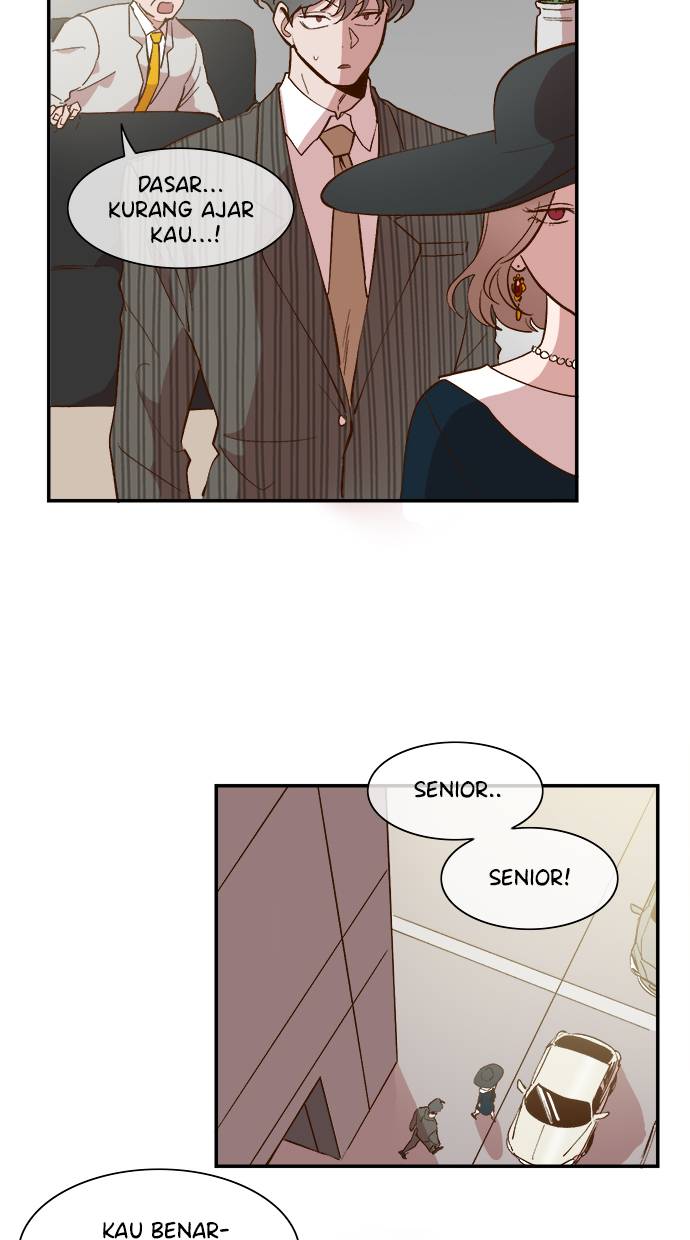 DASAR...
KURANG AJAR
KAU...!
SENIOR..
SENIOR!
KAU BENAR-